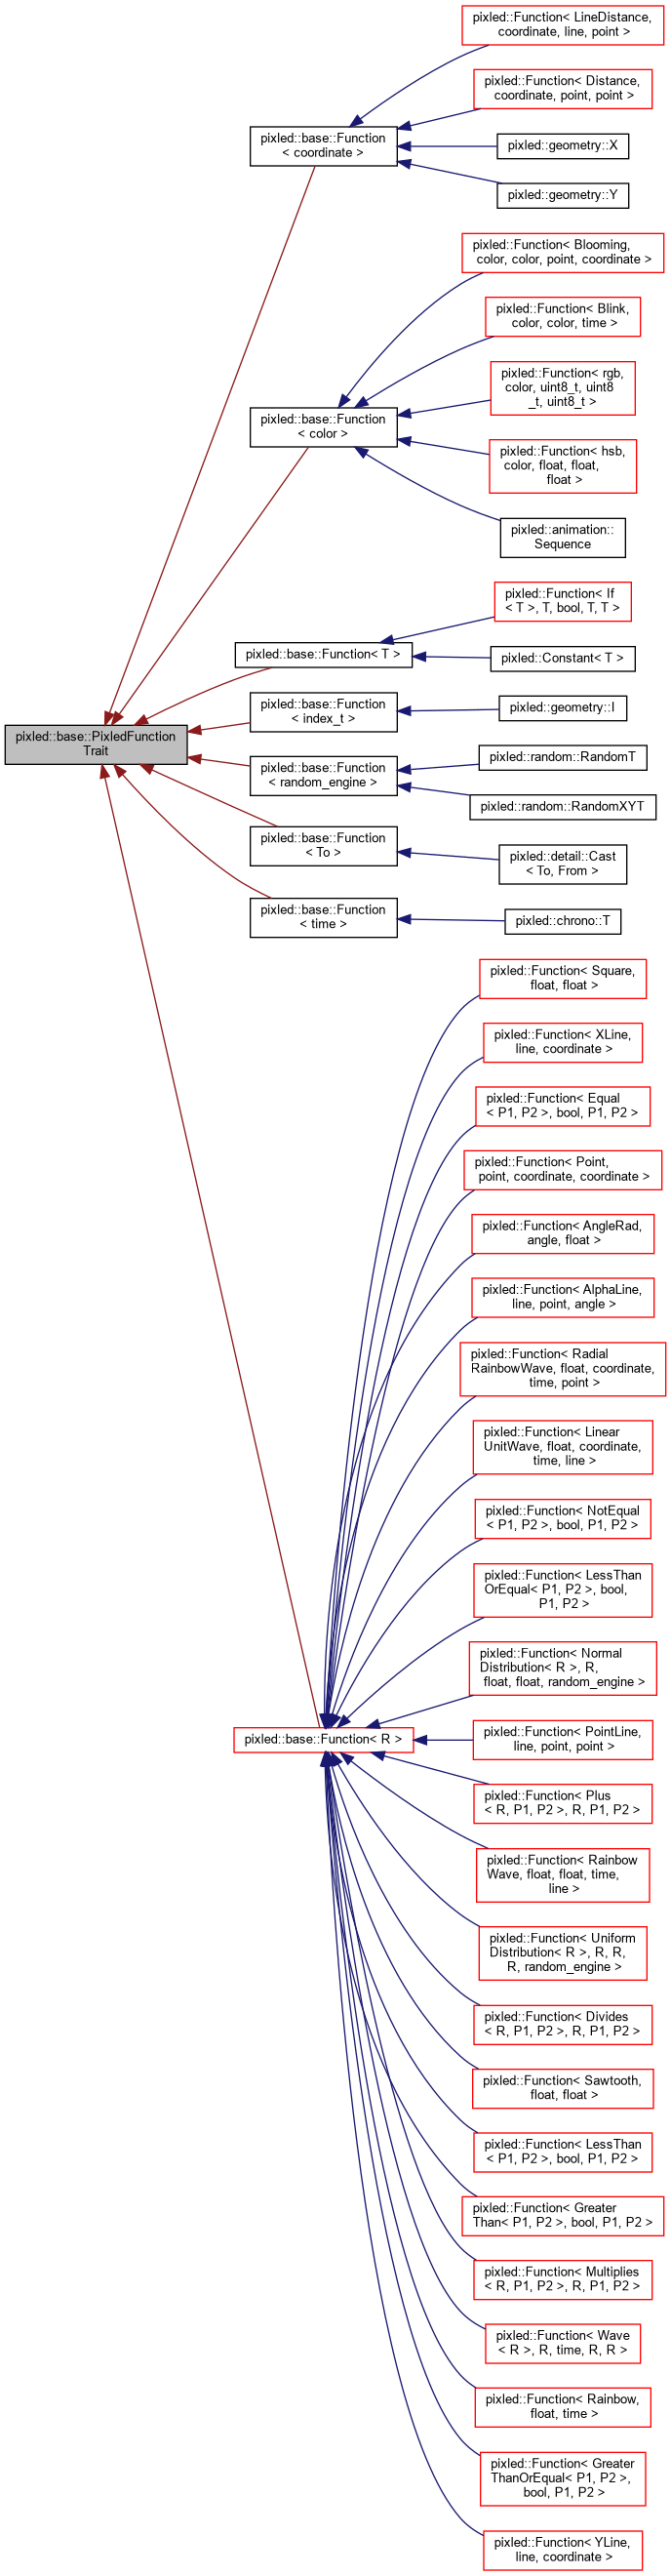 pixled::Function< LineDistance,
coordinate, line, point >
pixled::Function< Distance,
coordinate, point, point >
pixled::base::Function
< coordinate >
pixled::geometry::X
pixled::geometry::Y
pixled::Function< Blooming,
color, color, point, coordinate >
pixled::Function< Blink,
color, color, time >
pixled::Function< rgb,
color, uint8_t, uint8
_t, uint8_t >
pixled::base::Function
< color >
pixled::Function< hsb,
color, float, float,
float >
pixled::animation::
Sequence
pixled::Function< If
< T >, T, bool, T, T >
pixled::base::Function< T >
pixled::Constant< T >
pixled::base::Function
< index_t >
pixled::geometry::I
pixled::base::PixledFunction
Trait
pixled::base::Function
< random_engine >
pixled::random::RandomT
pixled::random::RandomXYT
pixled::base::Function
< To >
pixled::detail::Cast
< To, From >
pixled::base::Function
< time >
pixled::chrono::T
pixled::Function< Square,
float, float >
pixled::Function< XLine,
line, coordinate >
pixled::Function< Equal
< P1, P2 >, bool, P1, P2 >
pixled::Function< Point,
point, coordinate, coordinate >
pixled::Function< AngleRad,
angle, float >
pixled::Function< AlphaLine,
line, point, angle >
pixled::Function< Radial
RainbowWave, float, coordinate,
time, point >
pixled::Function< Linear
UnitWave, float, coordinate,
time, line >
pixled::Function< NotEqual
< P1, P2 >, bool, P1, P2 >
pixled::Function< LessThan
OrEqual< P1, P2 >, bool,
P1, P2 >
pixled::Function< Normal
Distribution< R >, R,
float, float, random_engine >
pixled::base::Function< R >
pixled::Function< PointLine,
line, point, point >
pixled::Function< Plus
< R, P1, P2 >, R, P1, P2 >
pixled::Function< Rainbow
Wave, float, float, time,
line >
pixled::Function< Uniform
Distribution< R >, R, R,
R, random_engine >
pixled::Function< Divides
< R, P1, P2 >, R, P1, P2 >
pixled::Function< Sawtooth,
float, float >
pixled::Function< LessThan
< P1, P2 >, bool, P1, P2 >
pixled::Function< Greater
Than< P1, P2 >, bool, P1, P2 >
pixled::Function< Multiplies
< R, P1, P2 >, R, P1, P2 >
pixled::Function< Wave
< R >, R, time, R, R >
pixled::Function< Rainbow,
float, time >
pixled::Function< Greater
ThanOrEqual< P1, P2 >,
bool, P1, P2 >
pixled::Function< YLine,
line, coordinate >